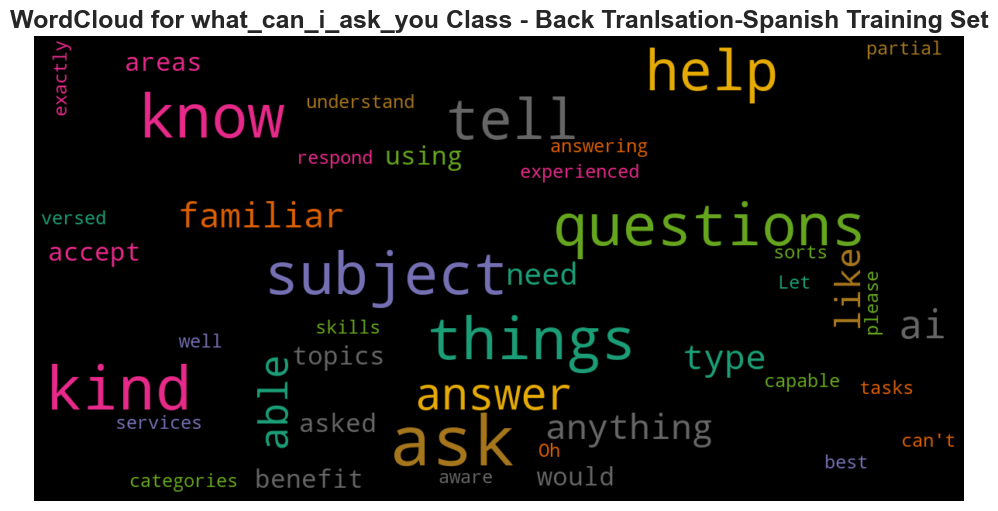 WordCloud for what_can_i_ask_you Class - Back Tranlsation-Spanish Training Set
exactly
areas
help
partial
know
understand
tell
respond
using
answering
experienced
versed
familiar
questions
accept
subject
need
sorts
Let
like
please
ai
skills
things
well
topics
type
kind
able
answer
capable
tasks
services
asked
ask
anything
Oh
can't
best
categories
benefit
aware
would